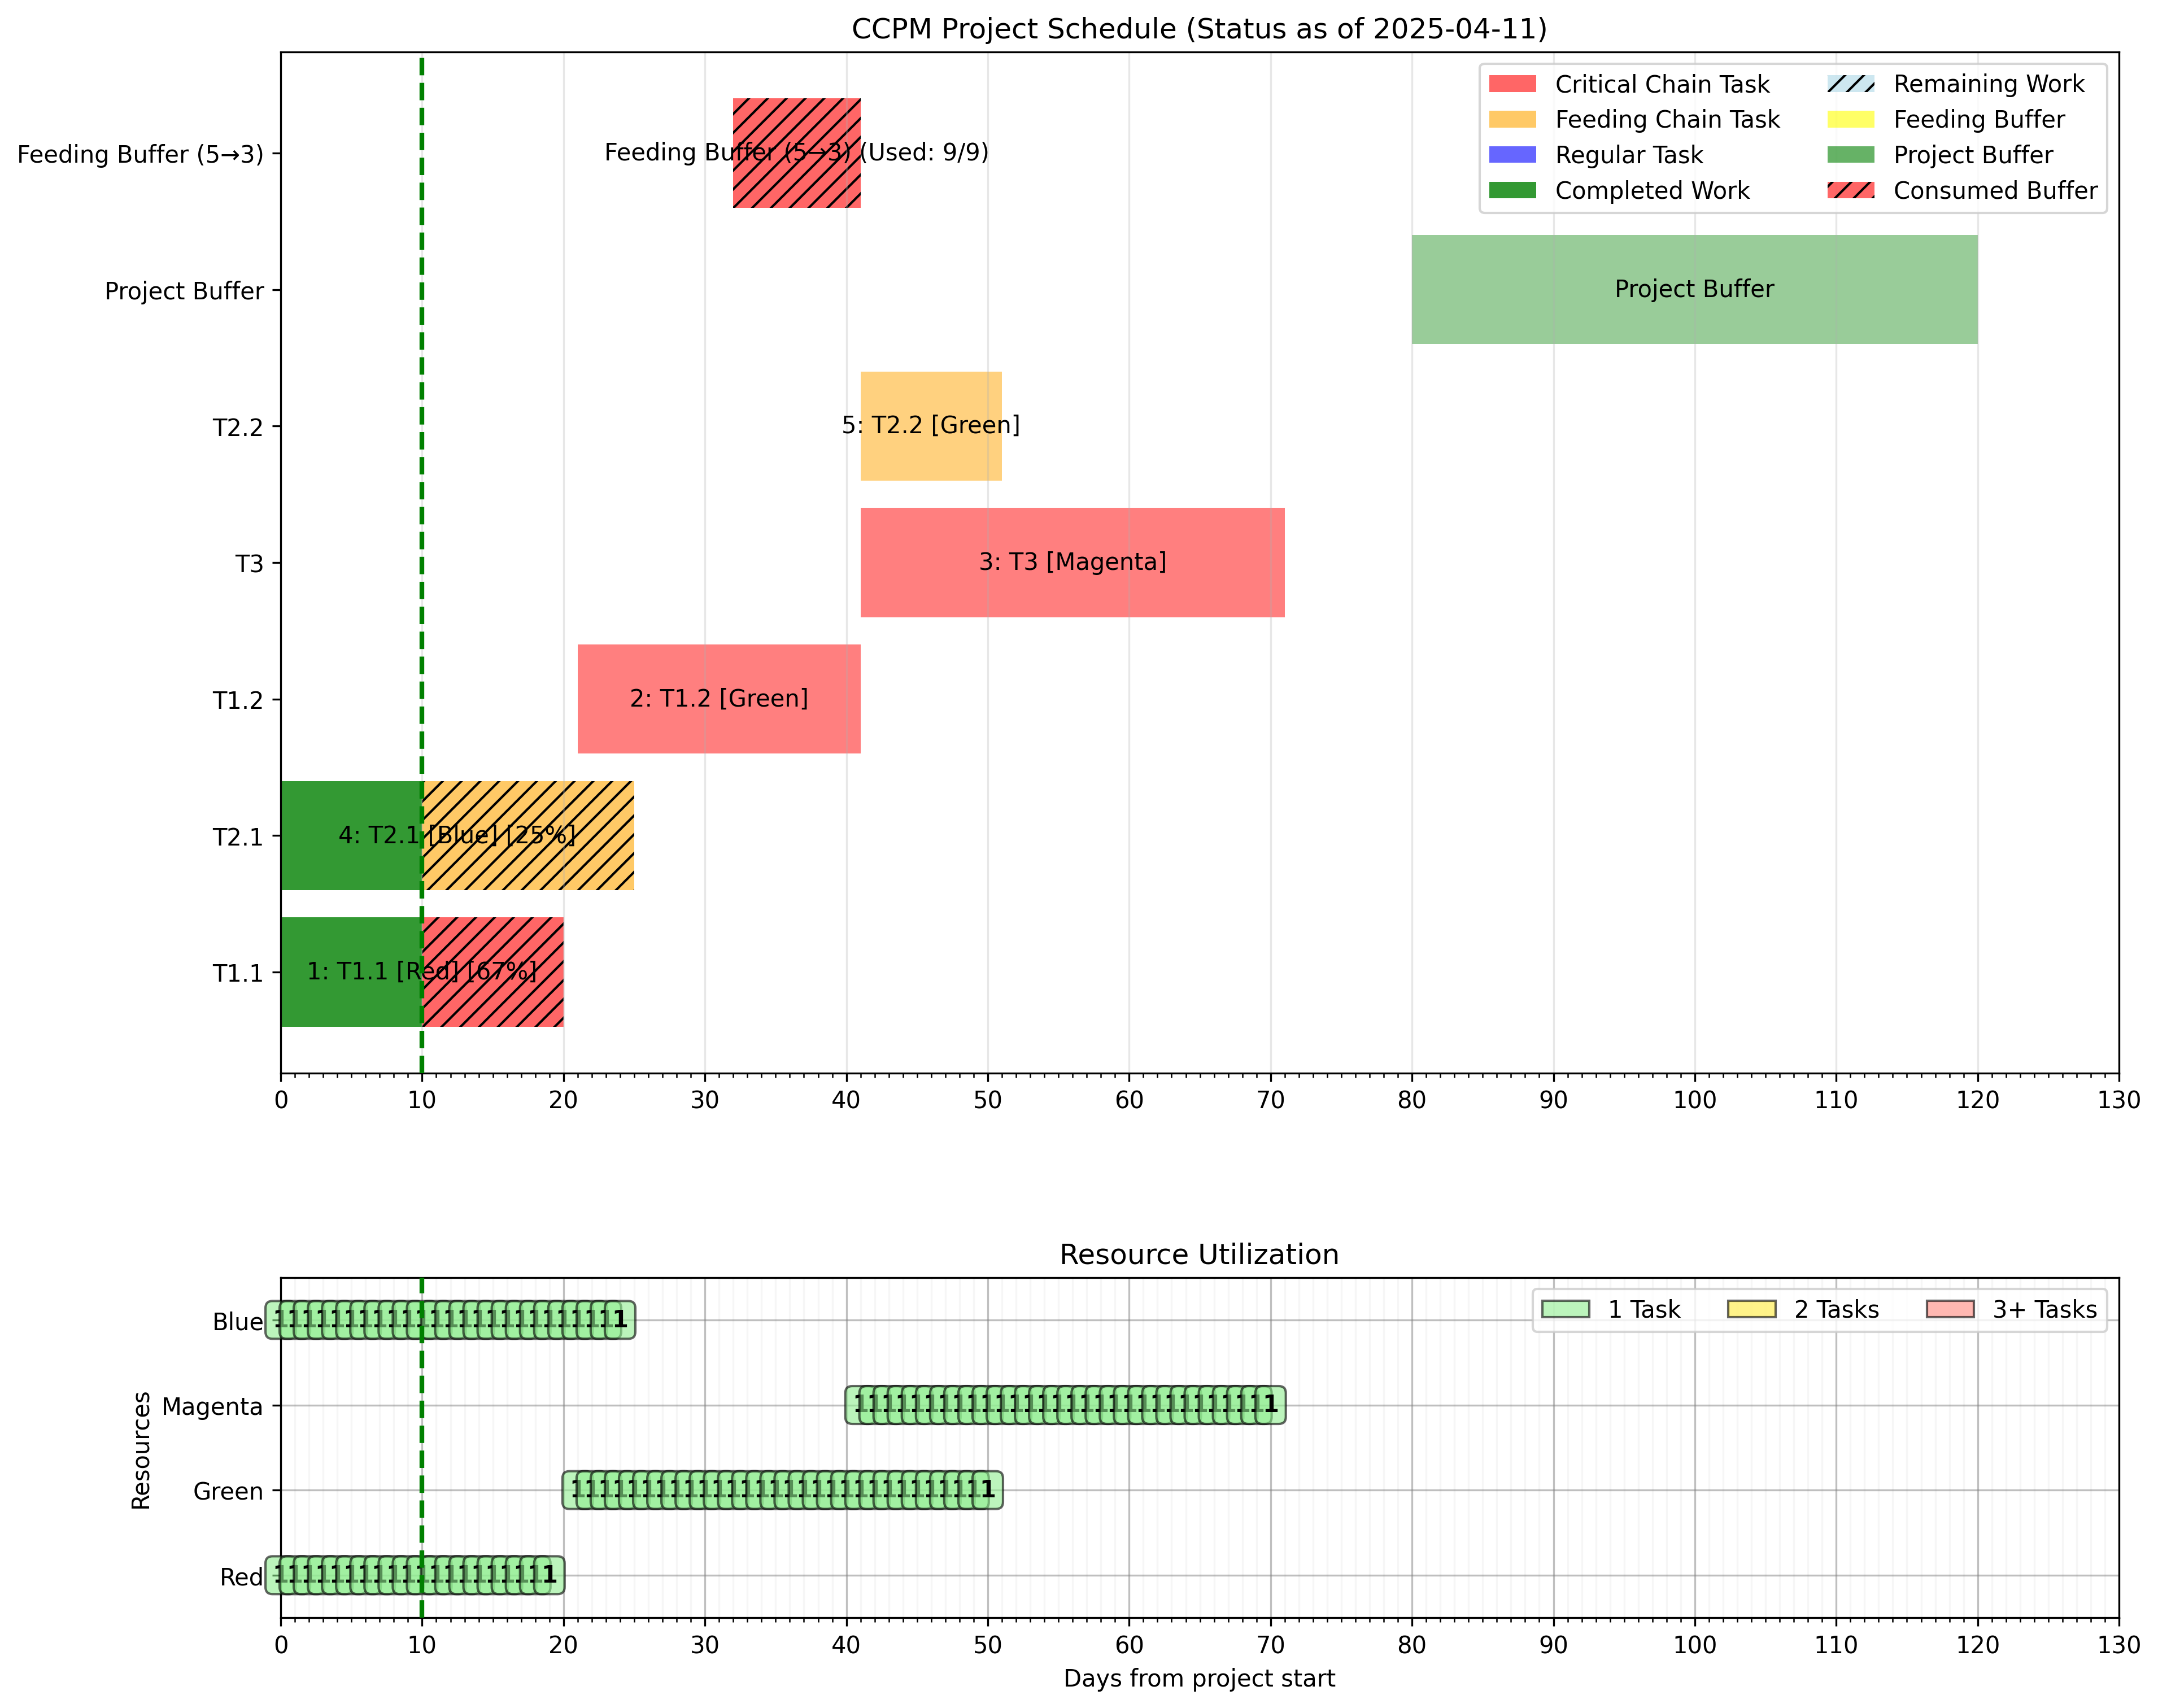 CCPM Project Schedule (Status as of 2025-04-11)
Critical Chain Task
Feeding Chain Task
Regular Task
Completed Work
Remaining Work
Feeding Buffer
Project Buffer
Consumed Buffer
Feeding Buffer (5→3)
Feeding Buffer (5→3) (Used: 9/9)
Project Buffer
Project Buffer
T2.2
5: T2.2 [Green]
T3
3: T3 [Magenta]
T1.2
2: T1.2 [Green]
T2.1
4: T2.1 [Blue] [25%]
T1.1
1: T1.1 [Red] [67%]
0 10 20 30 40 50 60 70 80 90 100 110 120 130
Resource Utilization
1 Task 2 Tasks 3+ Tasks
Resources
Blue 1111111111111111111111111
Magenta 111111111111111111111111111111
Green 111111111111111111111111111111
Red 11111111111111111111
0 10 20 30 40 50 60 70 80 90 100 110 120 130
Days from project start